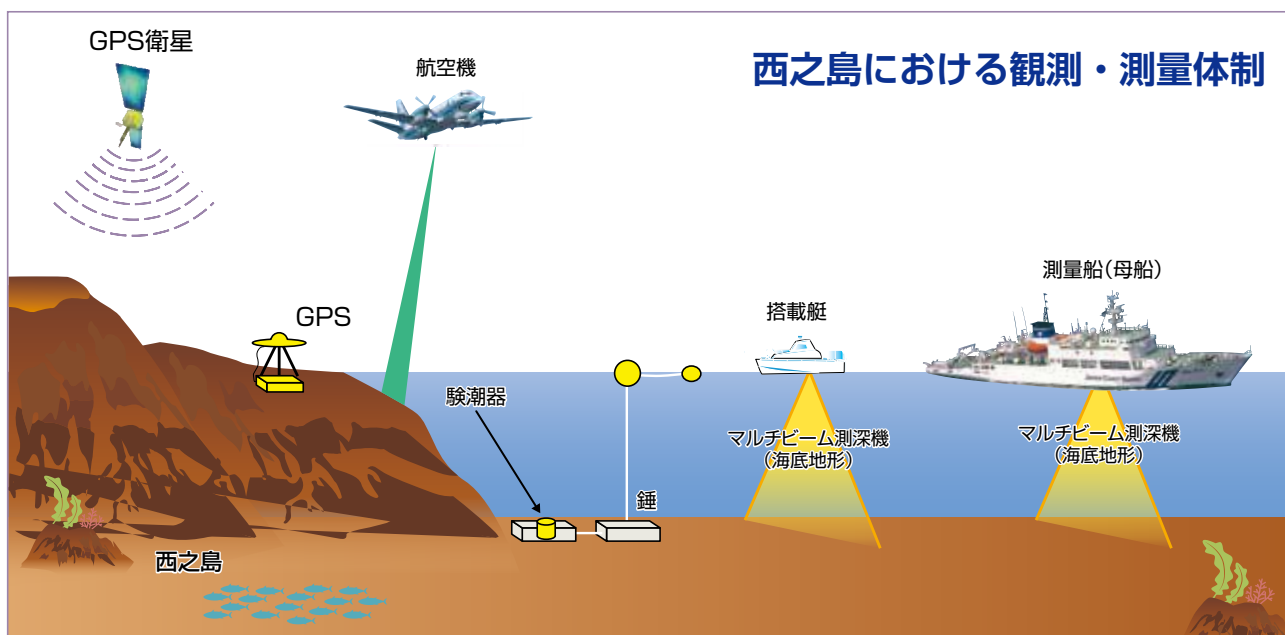 GPS衛星
航空機
西之島における観測・測量体制
GPS
測量船(母船)
搭載艇
験潮器
マルチビーム測深機
(海底地形)
マルチビーム測深機
(海底地形)
錘
西之島